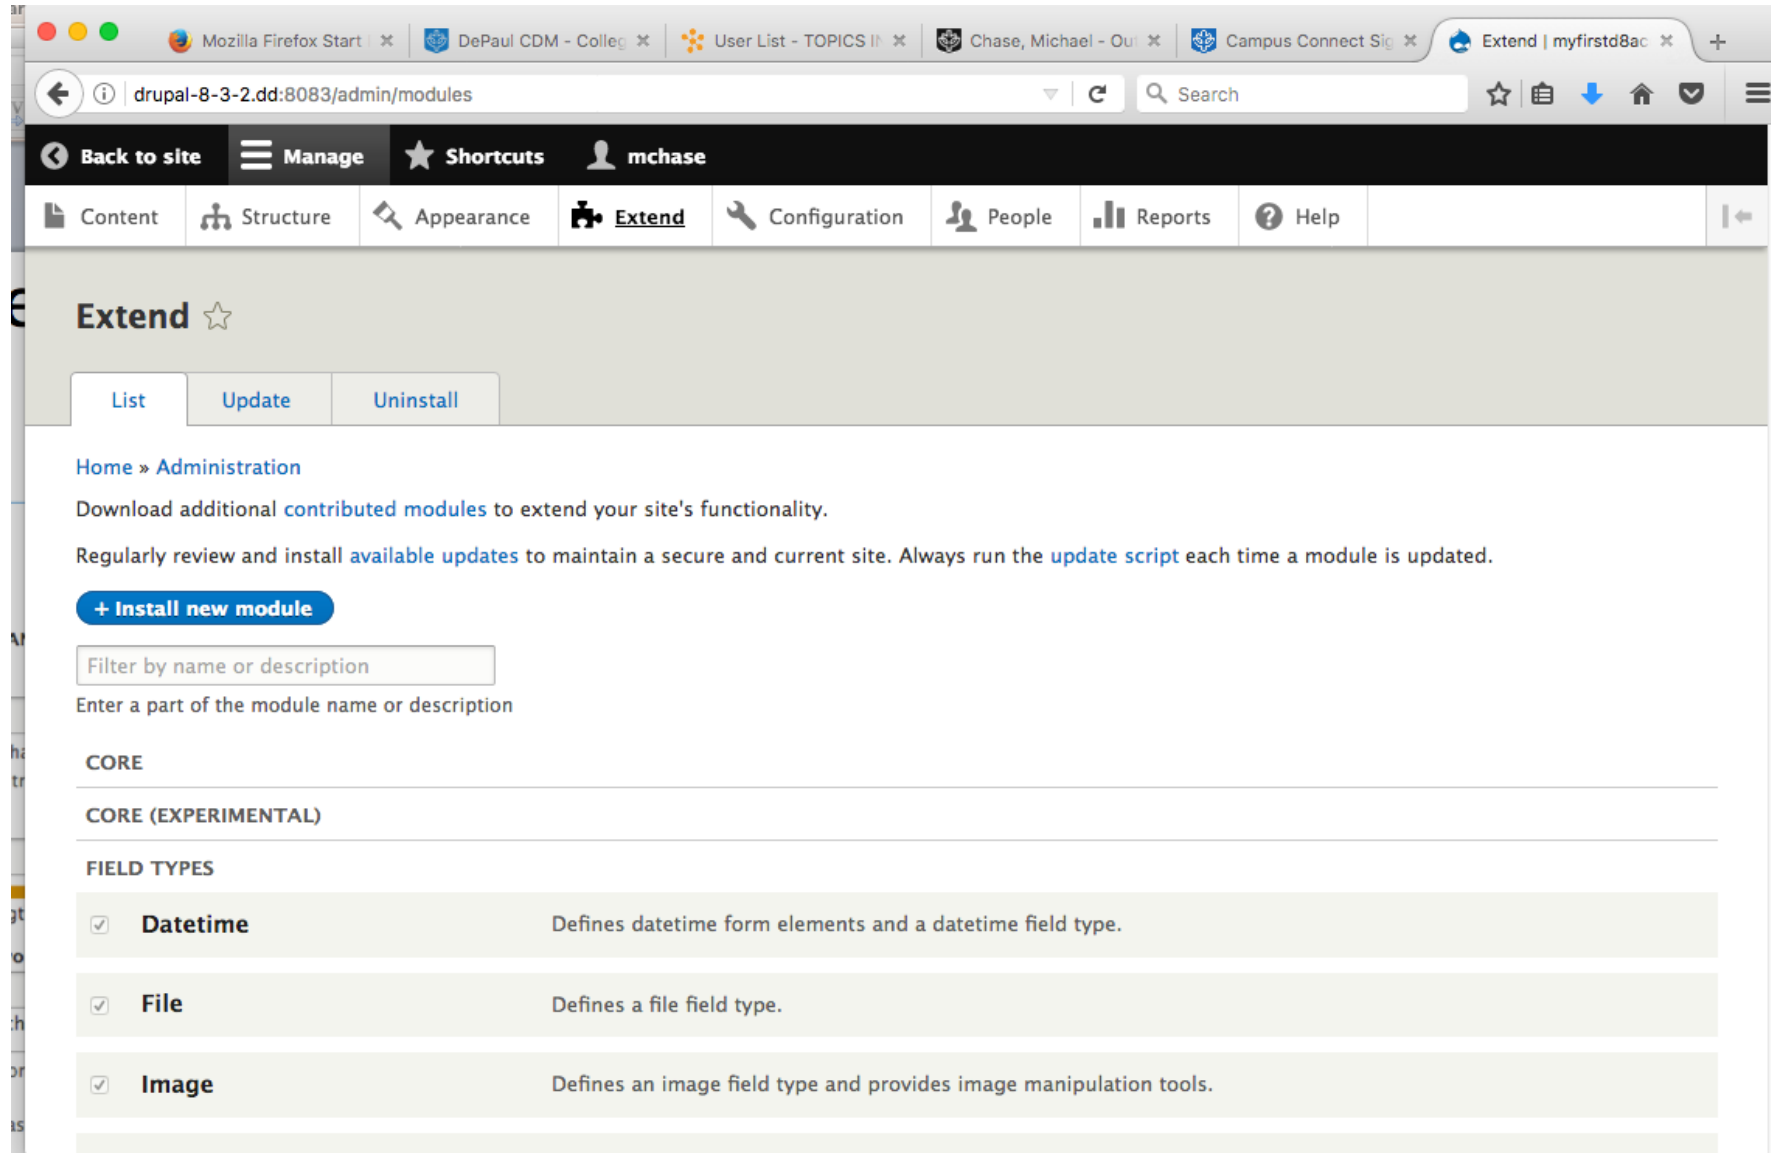 Mozilla Firefox Start
DePaul CDM - Colleg
User List - TOPICS IN
Chase, Michael - Out
Campus Connect Sig
Extend | myfirstd8ac
drupal-8-3-2.dd:8083/admin/modules
Search
Back to site
Manage
Shortcuts
mchase
Content
Structure
Appearance
Extend
Configuration
People
Reports
Help
Extend
List
Update
Uninstall
Home » Administration
Download additional contributed modules to extend your site's functionality.
Regularly review and install available updates to maintain a secure and current site. Always run the update script each time a module is updated.
+ Install new module
Filter by name or description
Enter a part of the module name or description
CORE
CORE (EXPERIMENTAL)
FIELD TYPES
Datetime
Defines datetime form elements and a datetime field type.
File
Defines a file field type.
Image
Defines an image field type and provides image manipulation tools.